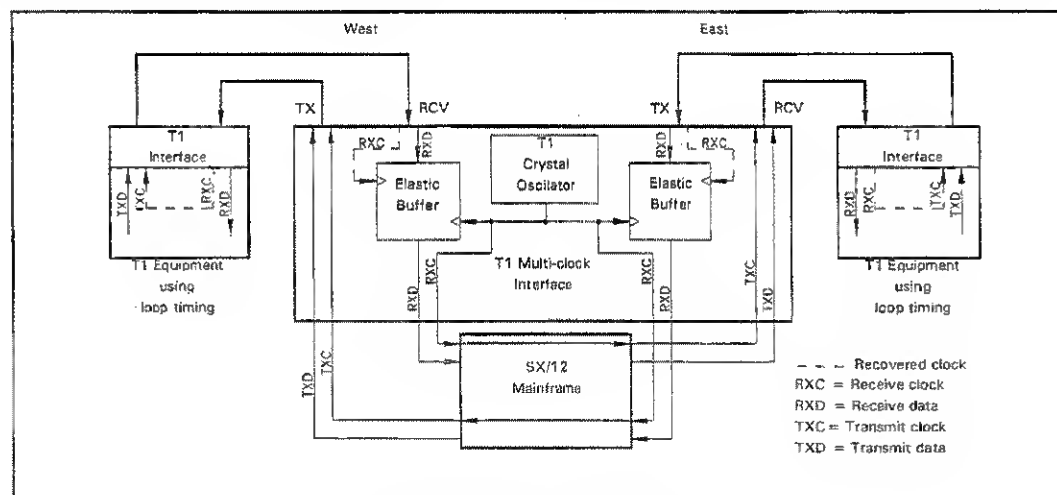 West
East
TX
RCV
TX
RCV
T1
Interface
TXD
TXC
RXC
RXD
T1 Equipment
using
loop timing
RXC
RXD
Elastic
Buffer
T1
Crystal
Oscilator
RXD
RXC
Elastic
Buffer
T1 Multi-clock
Interface
RXD
RXC
RXC
RXD
TXD
TXC
TXC
TXD
SX/12
Mainframe
T1
Interface
RXD
RXC
TXC
TXD
T1 Equipment
using
loop timing
Recovered clock
RXC = Receive clock
RXD = Receive data
TXC = Transmit clock
TXD = Transmit data